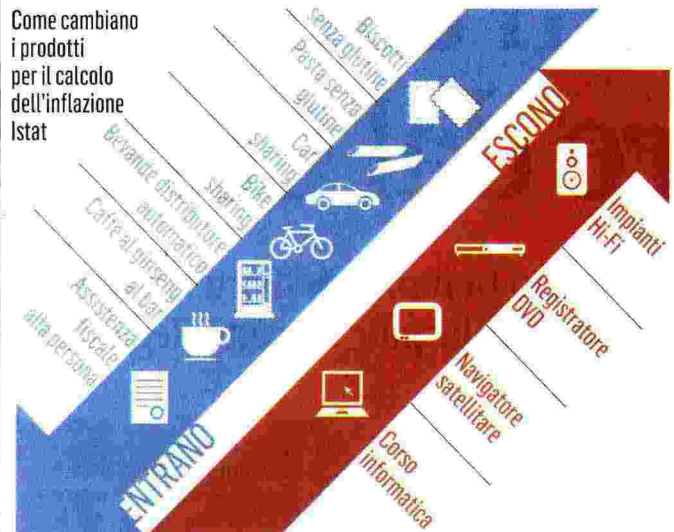 Come cambiano
i prodotti
per il calcolo
dell'inflazione
Istat
Biscotti
senza glutine
Pasta senza
glutine
Car
sharing
Bike
sharing
Bevande distributore
automatico
Caffè al ginseng
al bar
Assistenza
fiscale
alla persona
ENTRANO
ESCONO
Impianti
Hi-Fi
Registratore
DVD
Navigatore
satellitare
Corso
informatica